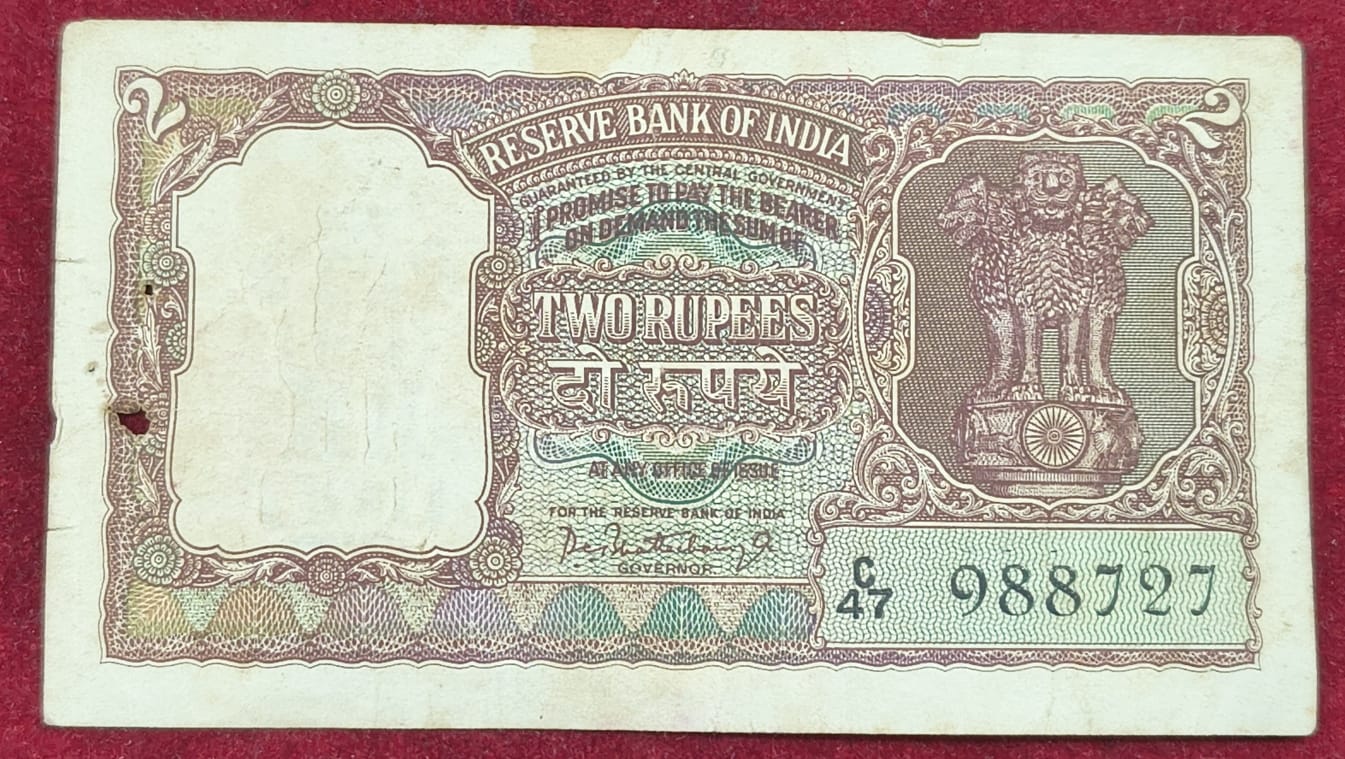 2
2
RESERVE BANK OF INDIA
GUARANTEED BY THE CENTRAL GOVERNMENT
I PROMISE TO PAY THE BEARER
ON DEMAND THE SUM OF
TWO RUPEES
दो रुपये
AT ANY OFFICE OF ISSUE
FOR THE RESERVE BANK OF INDIA
GOVERNOR
C
47
988727